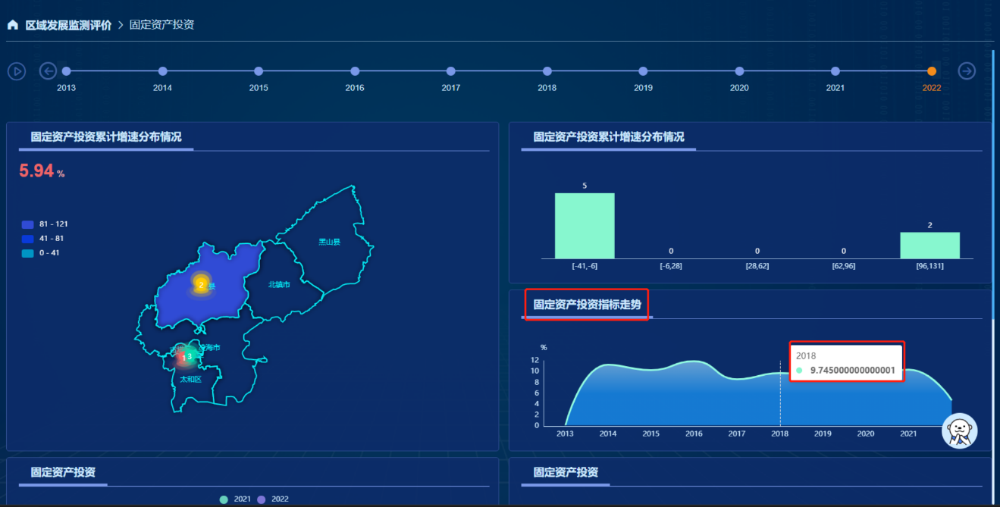 区域发展监测评价 > 固定资产投资
2013 2014 2015 2016 2017 2018 2019 2020 2021 2022
固定资产投资累计增速分布情况
5.94 %
81 - 121
41 - 81
0 - 41
黑山县
北镇市
2 县
凌海市
1 3
太和区
固定资产投资累计增速分布情况
5 0 0 0 2
[-41,-6] [-6,28] [28,62] [62,96] [96,131]
固定资产投资指标走势
%
12
10
8
6
4
2
0
2018
9.745000000000001
2013 2014 2015 2016 2017 2018 2019 2020 2021
固定资产投资
2021 2022
固定资产投资